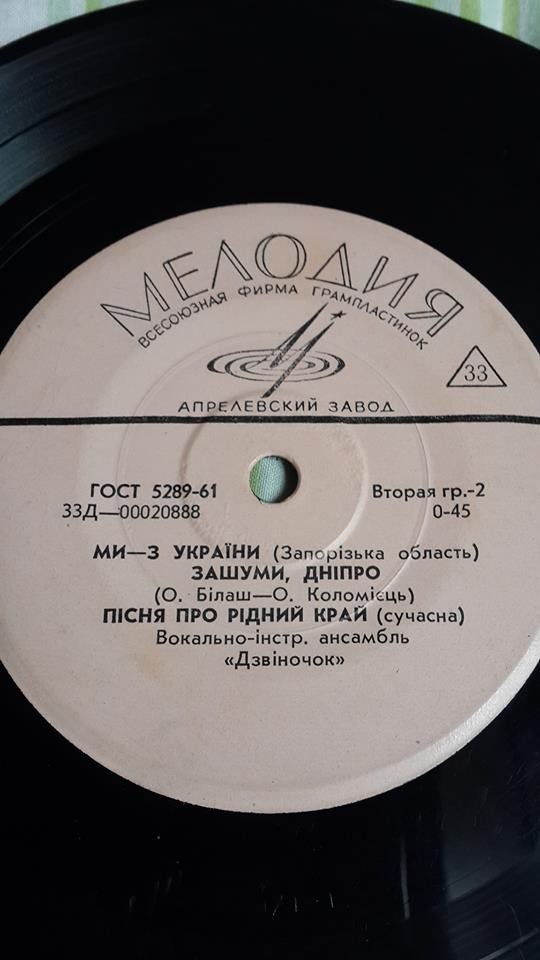 МЕЛОДИЯ
ВСЕСОЮЗНАЯ ФИРМА ГРАМПЛАСТИНОК
33
АПРЕЛЕВСКИЙ ЗАВОД
ГОСТ 5289-61 Вторая гр.-2
33Д—00020888 0-45
МИ—З УКРАЇНИ (Запорізька область)
ЗАШУМИ, ДНІПРО
(О. Білаш—О. Коломієць)
ПІСНЯ ПРО РІДНИЙ КРАЙ (сучасна)
Вокально-інстр. ансамбль
«Дзвіночок»